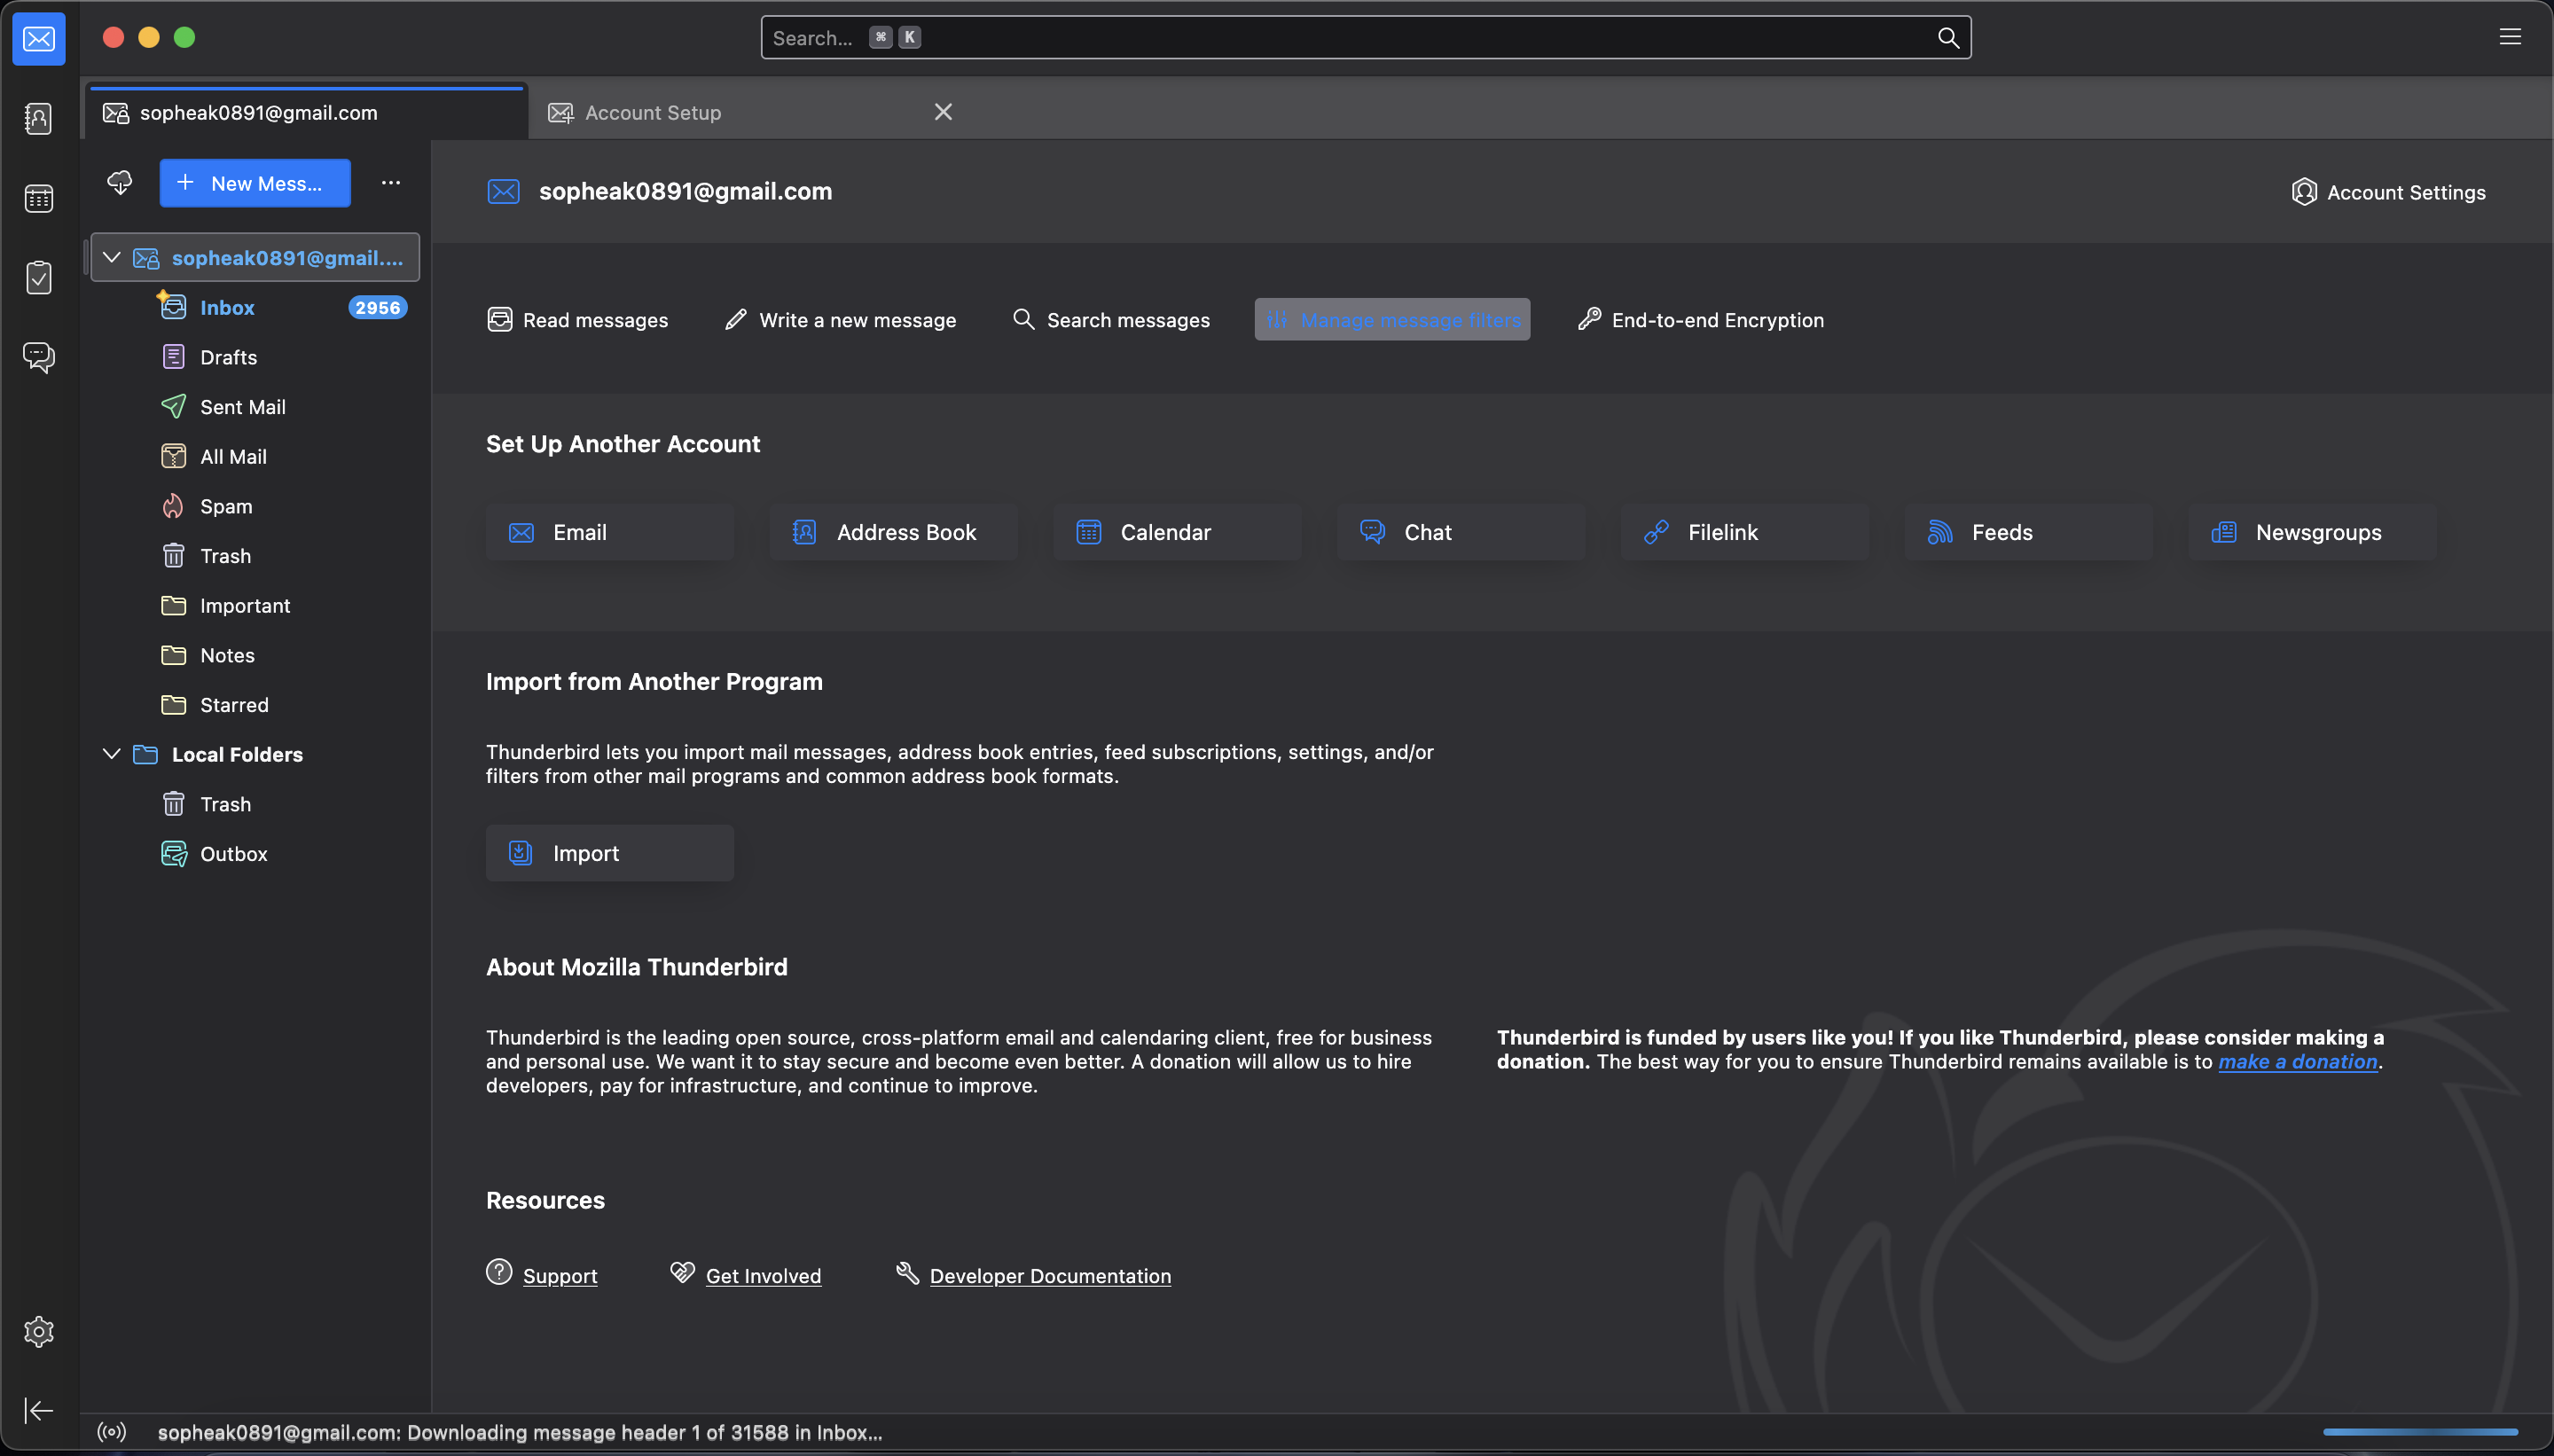 Search... ⌘ K
sopheak0891@gmail.com
Account Setup
New Mess...
sopheak0891@gmail....
Inbox 2956
Drafts
Sent Mail
All Mail
Spam
Trash
Important
Notes
Starred
Local Folders
Trash
Outbox
sopheak0891@gmail.com
Account Settings
Read messages
Write a new message
Search messages
Manage message filters
End-to-end Encryption
Set Up Another Account
Email
Address Book
Calendar
Chat
Filelink
Feeds
Newsgroups
Import from Another Program
Thunderbird lets you import mail messages, address book entries, feed subscriptions, settings, and/or
filters from other mail programs and common address book formats.
Import
About Mozilla Thunderbird
Thunderbird is the leading open source, cross-platform email and calendaring client, free for business
and personal use. We want it to stay secure and become even better. A donation will allow us to hire
developers, pay for infrastructure, and continue to improve.
Thunderbird is funded by users like you! If you like Thunderbird, please consider making a
donation. The best way for you to ensure Thunderbird remains available is to make a donation.
Resources
Support
Get Involved
Developer Documentation
sopheak0891@gmail.com: Downloading message header 1 of 31588 in Inbox...